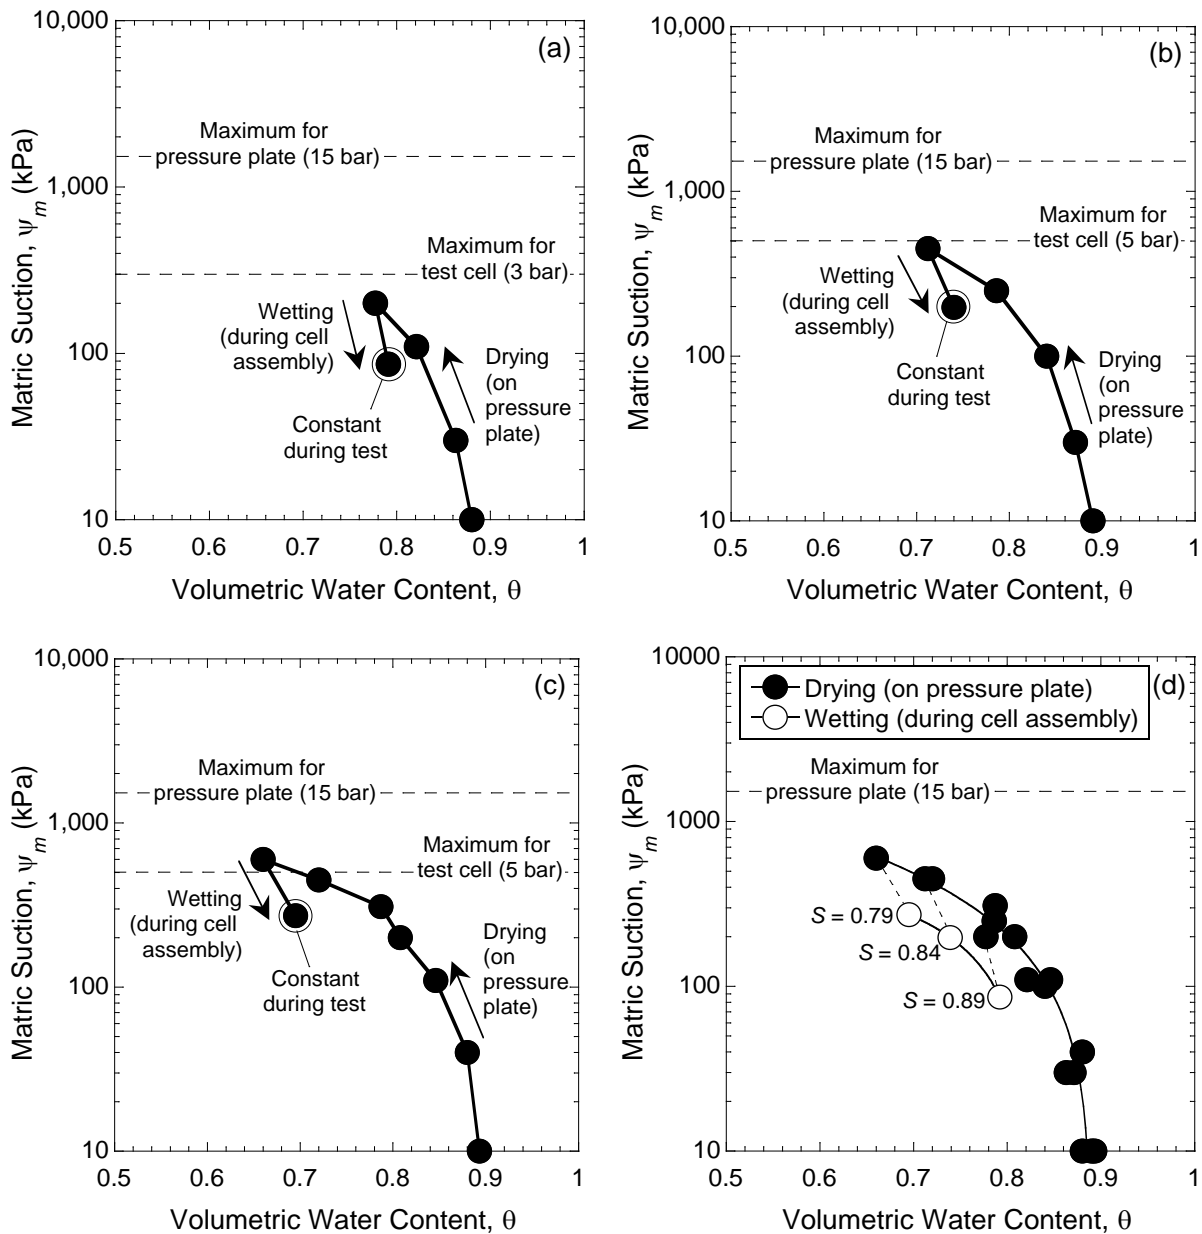 10,000
(a)
Maximum for
pressure plate (15 bar)
1,000
Maximum for
test cell (3 bar)
Wetting
(during cell
assembly)
100
Drying
(on
pressure
plate)
Constant
during test
10
0.5 0.6 0.7 0.8 0.9 1
Matric Suction, ψm (kPa)
Volumetric Water Content, θ
10,000
(b)
Maximum for
pressure plate (15 bar)
1,000
Maximum for
test cell (5 bar)
Wetting
(during cell
assembly)
100
Constant
during test
Drying
(on
pressure
plate)
10
0.5 0.6 0.7 0.8 0.9 1
Matric Suction, ψm (kPa)
Volumetric Water Content, θ
10,000
(c)
Maximum for
pressure plate (15 bar)
1,000
Maximum for
test cell (5 bar)
Wetting
(during cell
assembly)
Drying
(on
pressure
plate)
Constant
during test
100
10
0.5 0.6 0.7 0.8 0.9 1
Matric Suction, ψm (kPa)
Volumetric Water Content, θ
10000
(d)
Drying (on pressure plate)
Wetting (during cell assembly)
Maximum for
pressure plate (15 bar)
1000
S = 0.79
S = 0.84
S = 0.89
100
10
0.5 0.6 0.7 0.8 0.9 1
Matric Suction, ψm (kPa)
Volumetric Water Content, θ